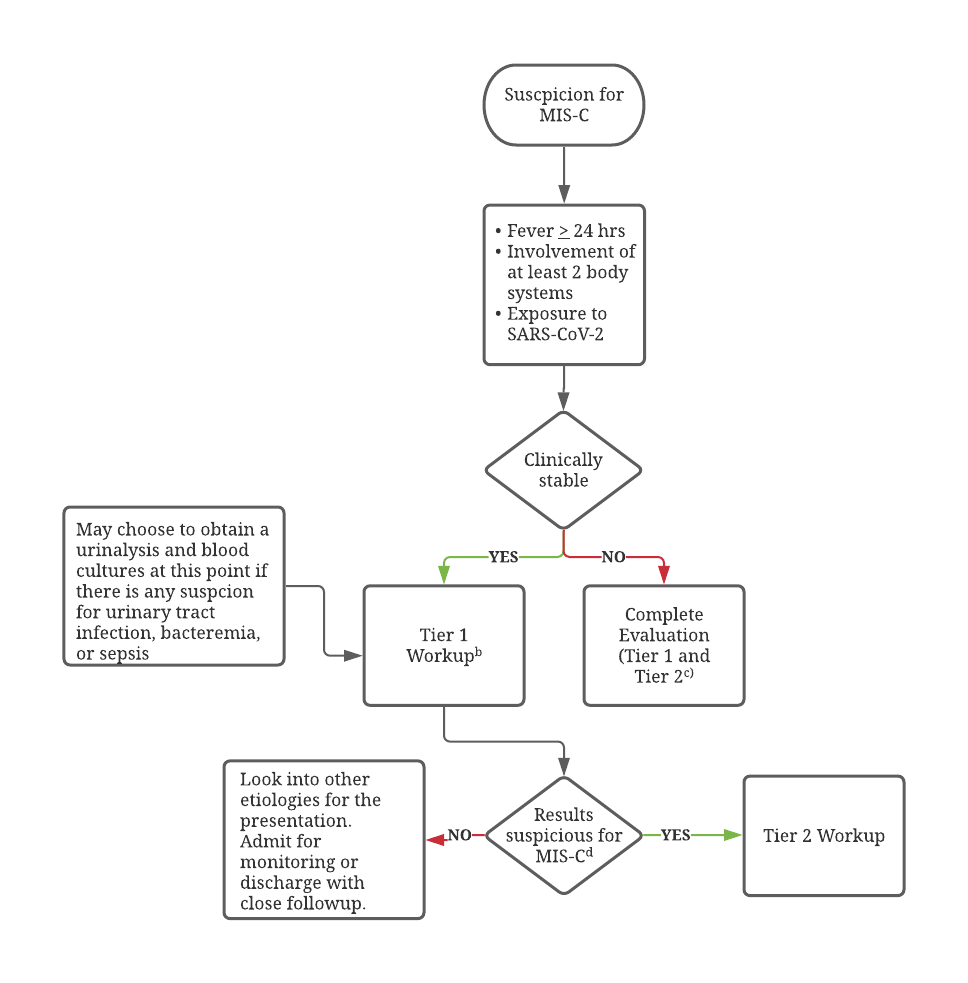 Suscpicion for
MIS-C
• Fever > 24 hrs
• Involvement of
at least 2 body
systems
• Exposure to
SARS-CoV-2
Clinically
stable
May choose to obtain a
urinalysis and blood
cultures at this point if
there is any suspcion
for urinary tract
infection, bacteremia,
or sepsis
YES
NO
Tier 1
Workupᵇ
Complete
Evaluation
(Tier 1 and
Tier 2ᶜ⁾
Look into other
etiologies for the
presentation.
Admit for
monitoring or
discharge with
close followup.
NO
Results
suspicious for
MIS-Cᵈ
YES
Tier 2 Workup